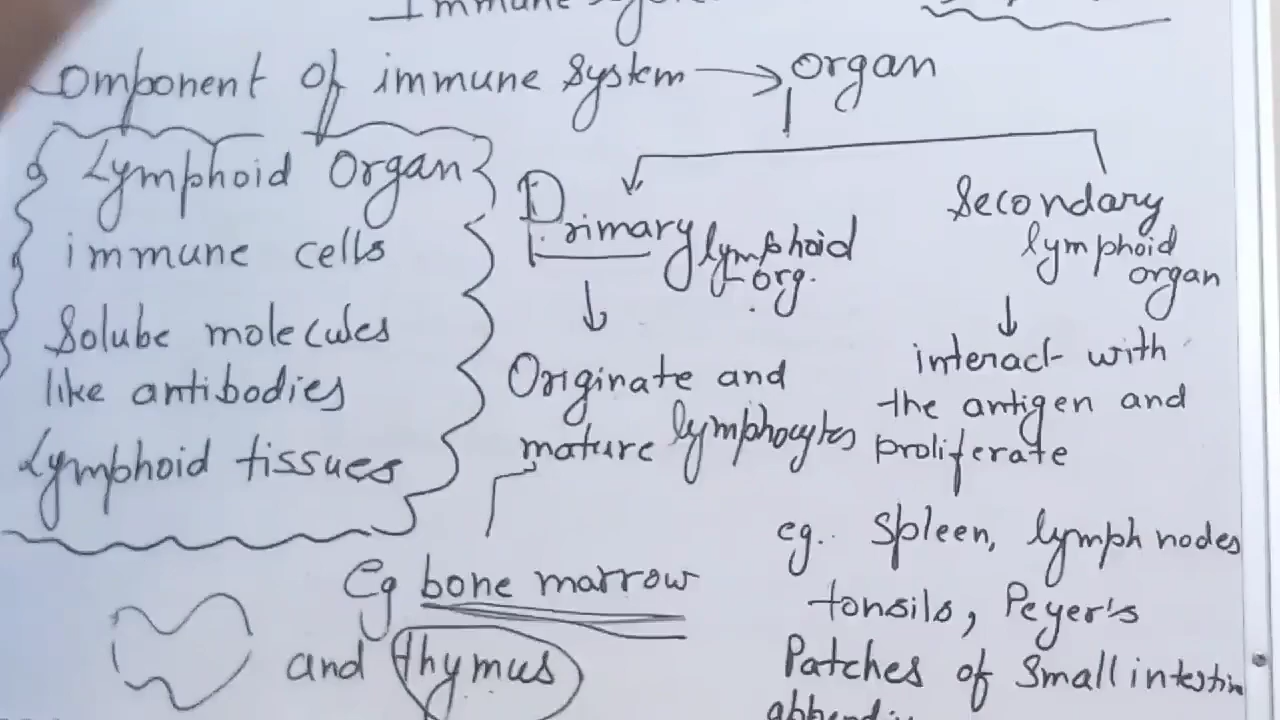 Immune System
omponent of immune system → organ
Lymphoid Organ
immune cells
Solube molecules
like antibodies
Lymphoid tissues
Primary lymphoid
org.
Originate and
mature lymphocytes
Eg bone marrow
and thymus
Secondary
lymphoid
organ
interact with
the antigen and
proliferate
eg.. Spleen, lymph nodes
tonsils, Peyer's
Patches of Small intestin